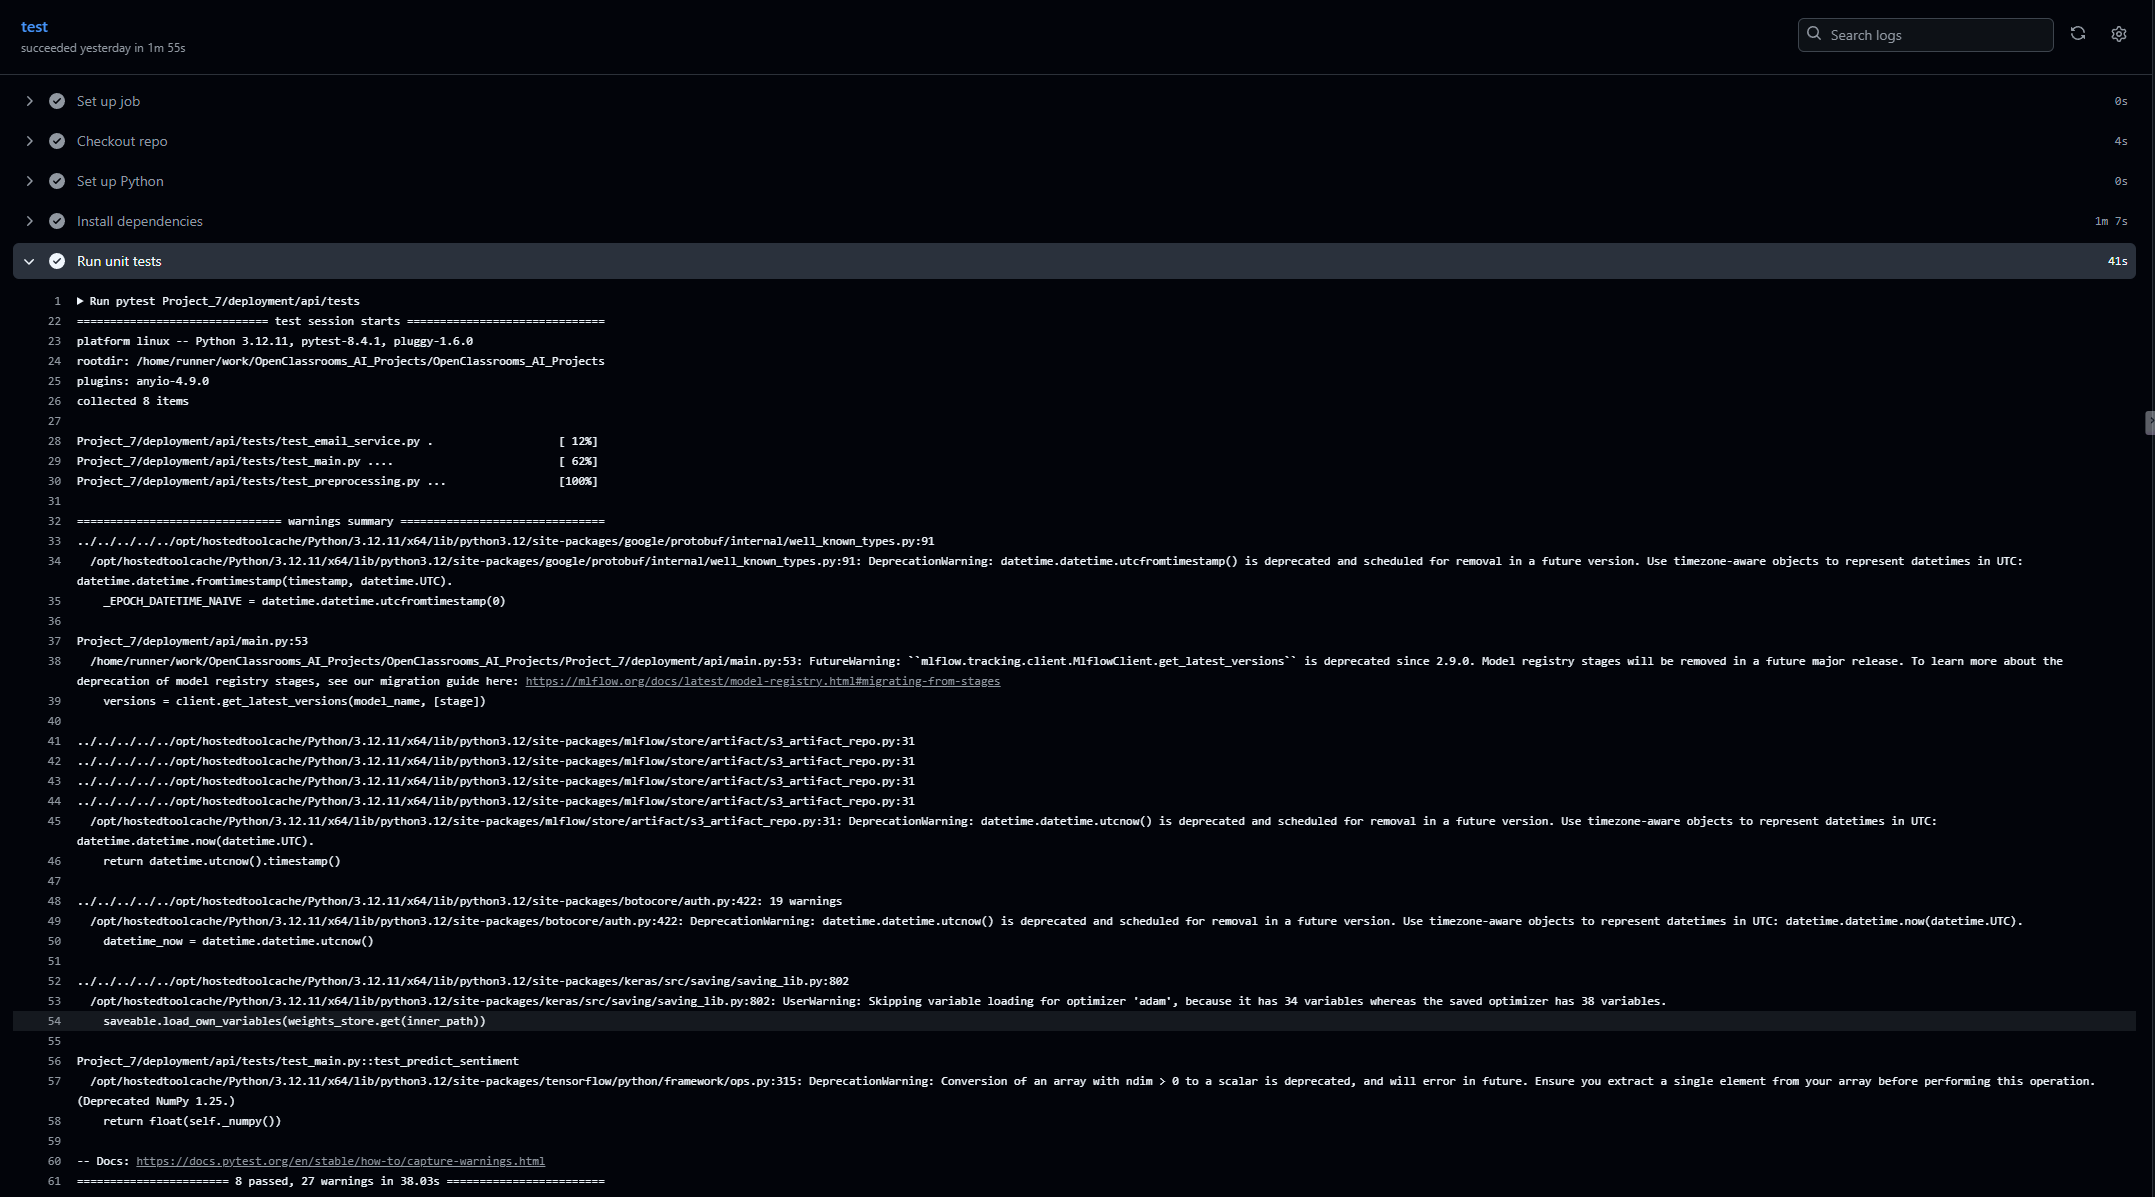 test
succeeded yesterday in 1m 55s
Search logs
Set up job 0s
Checkout repo 4s
Set up Python 0s
Install dependencies 1m 7s
Run unit tests 41s
1 Run pytest Project_7/deployment/api/tests
22 ============================= test session starts ==============================
23 platform linux -- Python 3.12.11, pytest-8.4.1, pluggy-1.6.0
24 rootdir: /home/runner/work/OpenClassrooms_AI_Projects/OpenClassrooms_AI_Projects
25 plugins: anyio-4.9.0
26 collected 8 items
27
28 Project_7/deployment/api/tests/test_email_service.py . [ 12%]
29 Project_7/deployment/api/tests/test_main.py .... [ 62%]
30 Project_7/deployment/api/tests/test_preprocessing.py ... [100%]
31
32 =============================== warnings summary ===============================
33 ../../../../../opt/hostedtoolcache/Python/3.12.11/x64/lib/python3.12/site-packages/google/protobuf/internal/well_known_types.py:91
34 /opt/hostedtoolcache/Python/3.12.11/x64/lib/python3.12/site-packages/google/protobuf/internal/well_known_types.py:91: DeprecationWarning: datetime.datetime.utcfromtimestamp() is deprecated and scheduled for removal in a future version. Use timezone-aware objects to represent datetimes in UTC:
datetime.datetime.fromtimestamp(timestamp, datetime.UTC).
35 _EPOCH_DATETIME_NAIVE = datetime.datetime.utcfromtimestamp(0)
36
37 Project_7/deployment/api/main.py:53
38 /home/runner/work/OpenClassrooms_AI_Projects/OpenClassrooms_AI_Projects/Project_7/deployment/api/main.py:53: FutureWarning: ``mlflow.tracking.client.MlflowClient.get_latest_versions`` is deprecated since 2.9.0. Model registry stages will be removed in a future major release. To learn more about the
deprecation of model registry stages, see our migration guide here: https://mlflow.org/docs/latest/model-registry.html#migrating-from-stages
39 versions = client.get_latest_versions(model_name, [stage])
40
41 ../../../../../opt/hostedtoolcache/Python/3.12.11/x64/lib/python3.12/site-packages/mlflow/store/artifact/s3_artifact_repo.py:31
42 ../../../../../opt/hostedtoolcache/Python/3.12.11/x64/lib/python3.12/site-packages/mlflow/store/artifact/s3_artifact_repo.py:31
43 ../../../../../opt/hostedtoolcache/Python/3.12.11/x64/lib/python3.12/site-packages/mlflow/store/artifact/s3_artifact_repo.py:31
44 ../../../../../opt/hostedtoolcache/Python/3.12.11/x64/lib/python3.12/site-packages/mlflow/store/artifact/s3_artifact_repo.py:31
45 /opt/hostedtoolcache/Python/3.12.11/x64/lib/python3.12/site-packages/mlflow/store/artifact/s3_artifact_repo.py:31: DeprecationWarning: datetime.datetime.utcnow() is deprecated and scheduled for removal in a future version. Use timezone-aware objects to represent datetimes in UTC:
datetime.datetime.now(datetime.UTC).
46 return datetime.utcnow().timestamp()
47
48 ../../../../../opt/hostedtoolcache/Python/3.12.11/x64/lib/python3.12/site-packages/botocore/auth.py:422: 19 warnings
49 /opt/hostedtoolcache/Python/3.12.11/x64/lib/python3.12/site-packages/botocore/auth.py:422: DeprecationWarning: datetime.datetime.utcnow() is deprecated and scheduled for removal in a future version. Use timezone-aware objects to represent datetimes in UTC: datetime.datetime.now(datetime.UTC).
50 datetime_now = datetime.datetime.utcnow()
51
52 ../../../../../opt/hostedtoolcache/Python/3.12.11/x64/lib/python3.12/site-packages/keras/src/saving/saving_lib.py:802
53 /opt/hostedtoolcache/Python/3.12.11/x64/lib/python3.12/site-packages/keras/src/saving/saving_lib.py:802: UserWarning: Skipping variable loading for optimizer 'adam', because it has 34 variables whereas the saved optimizer has 38 variables.
54 saveable.load_own_variables(weights_store.get(inner_path))
55
56 Project_7/deployment/api/tests/test_main.py::test_predict_sentiment
57 /opt/hostedtoolcache/Python/3.12.11/x64/lib/python3.12/site-packages/tensorflow/python/framework/ops.py:315: DeprecationWarning: Conversion of an array with ndim > 0 to a scalar is deprecated, and will error in future. Ensure you extract a single element from your array before performing this operation.
(Deprecated NumPy 1.25.)
58 return float(self._numpy())
59
60 -- Docs: https://docs.pytest.org/en/stable/how-to/capture-warnings.html
61 ======================= 8 passed, 27 warnings in 38.03s ========================